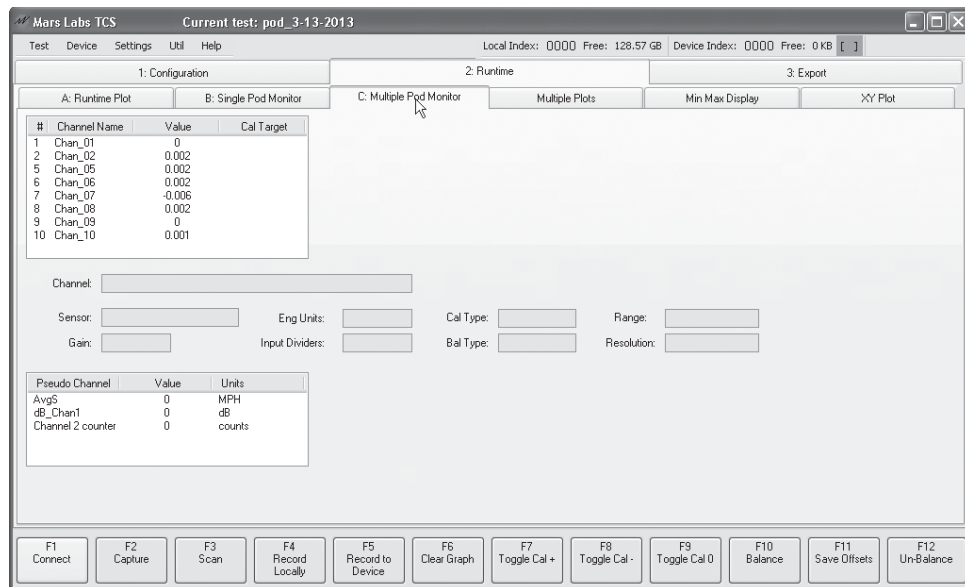 Mars Labs TCS Current test: pod_3-13-2013
Test Device Settings Util Help Local Index: 0000 Free: 128.57 GB Device Index: 0000 Free: 0 KB [ ]
1: Configuration 2: Runtime 3: Export
A: Runtime Plot B: Single Pod Monitor C: Multiple Pod Monitor Multiple Plots Min Max Display XY Plot
# Channel Name Value Cal Target
1 Chan_01 0
2 Chan_02 0.002
5 Chan_05 0.002
6 Chan_06 0.002
7 Chan_07 -0.006
8 Chan_08 0.002
9 Chan_09 0
10 Chan_10 0.001
Channel:
Sensor: Eng Units: Cal Type: Range:
Gain: Input Dividers: Bal Type: Resolution:
Pseudo Channel Value Units
AvgS 0 MPH
dB_Chan1 0 dB
Channel 2 counter 0 counts
F1 F2 F3 F4 F5 F6 F7 F8 F9 F10 F11 F12
Connect Capture Scan Record Record to Clear Graph Toggle Cal + Toggle Cal - Toggle Cal 0 Balance Save Offsets Un-Balance
Locally Device